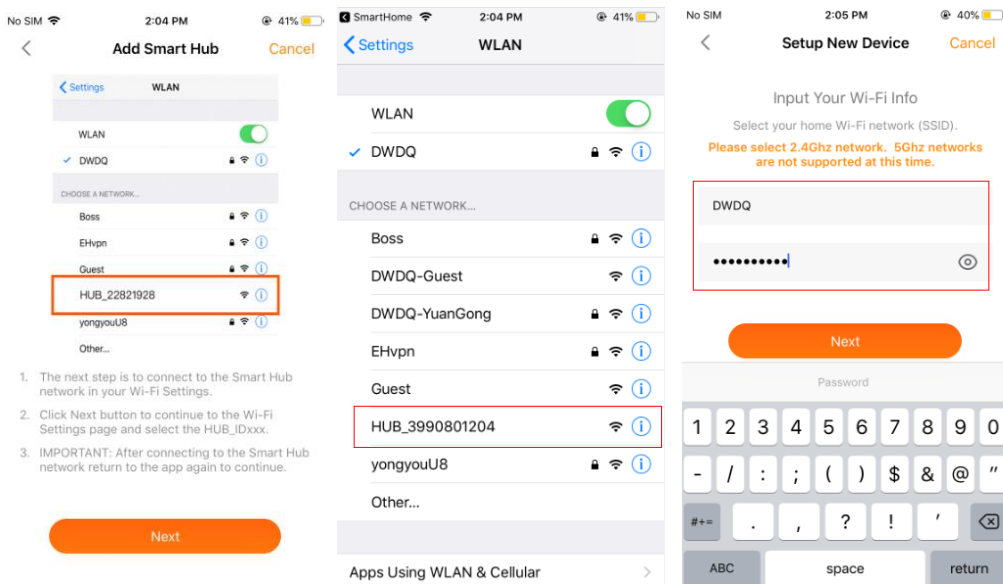 No SIM 2:04 PM 41%
Add Smart Hub Cancel
Settings WLAN
WLAN
DWDQ
CHOOSE A NETWORK...
Boss
EHvpn
Guest
HUB_22821928
yongyouU8
Other...
1. The next step is to connect to the Smart Hub
network in your Wi-Fi Settings.
2. Click Next button to continue to the Wi-Fi
Settings page and select the HUB_IDxxx.
3. IMPORTANT: After connecting to the Smart Hub
network return to the app again to continue.
Next
SmartHome 2:04 PM 41%
Settings WLAN
WLAN
DWDQ
CHOOSE A NETWORK...
Boss
DWDQ-Guest
DWDQ-YuanGong
EHvpn
Guest
HUB_3990801204
yongyouU8
Other...
Apps Using WLAN & Cellular
No SIM 2:05 PM 40%
Setup New Device Cancel
Input Your Wi-Fi Info
Select your home Wi-Fi network (SSID).
Please select 2.4Ghz network. 5Ghz networks
are not supported at this time.
DWDQ
••••••••••
Next
Password
1 2 3 4 5 6 7 8 9 0
- / : ; ( ) $ & @ "
#+= . , ? ! '
ABC space return